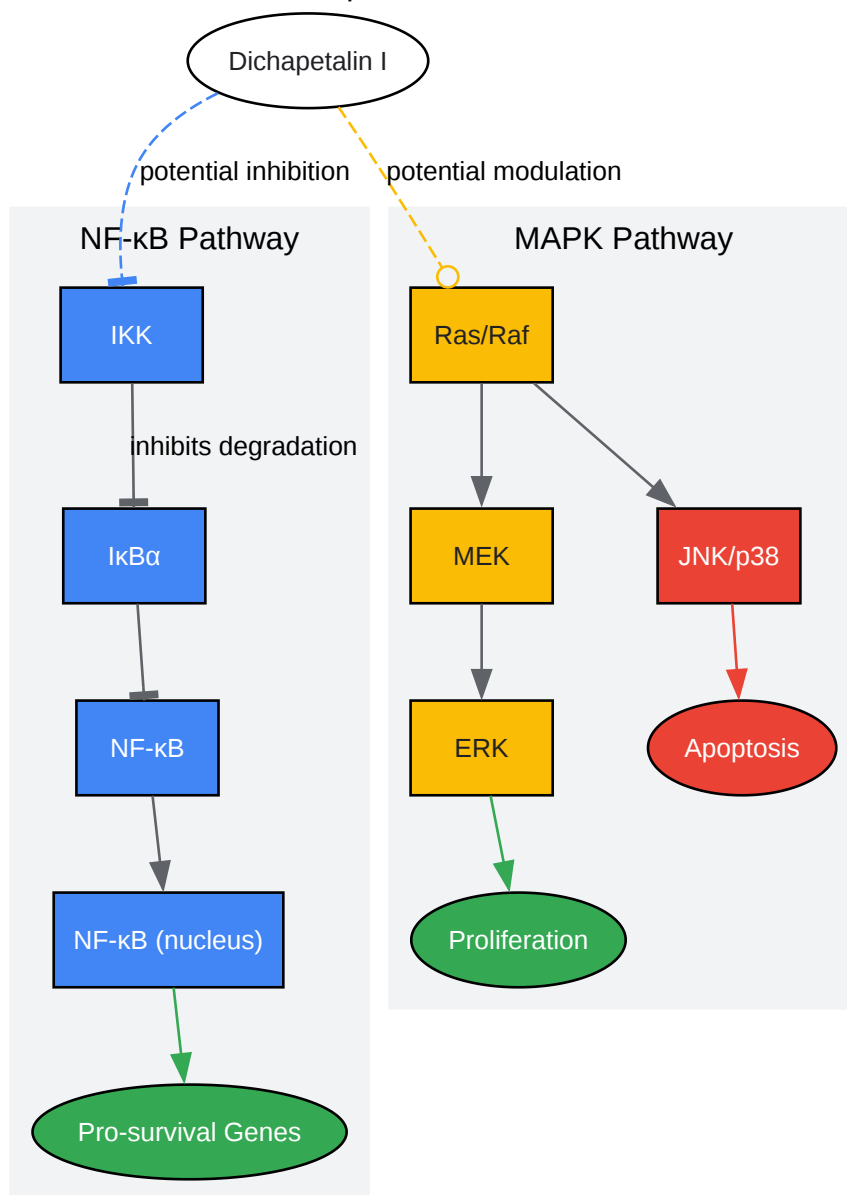 Dichapetalin I
potential inhibition
potential modulation
NF-κB Pathway
MAPK Pathway
IKK
Ras/Raf
inhibits degradation
IκBα
MEK
JNK/p38
NF-κB
ERK
Apoptosis
NF-κB (nucleus)
Proliferation
Pro-survival Genes